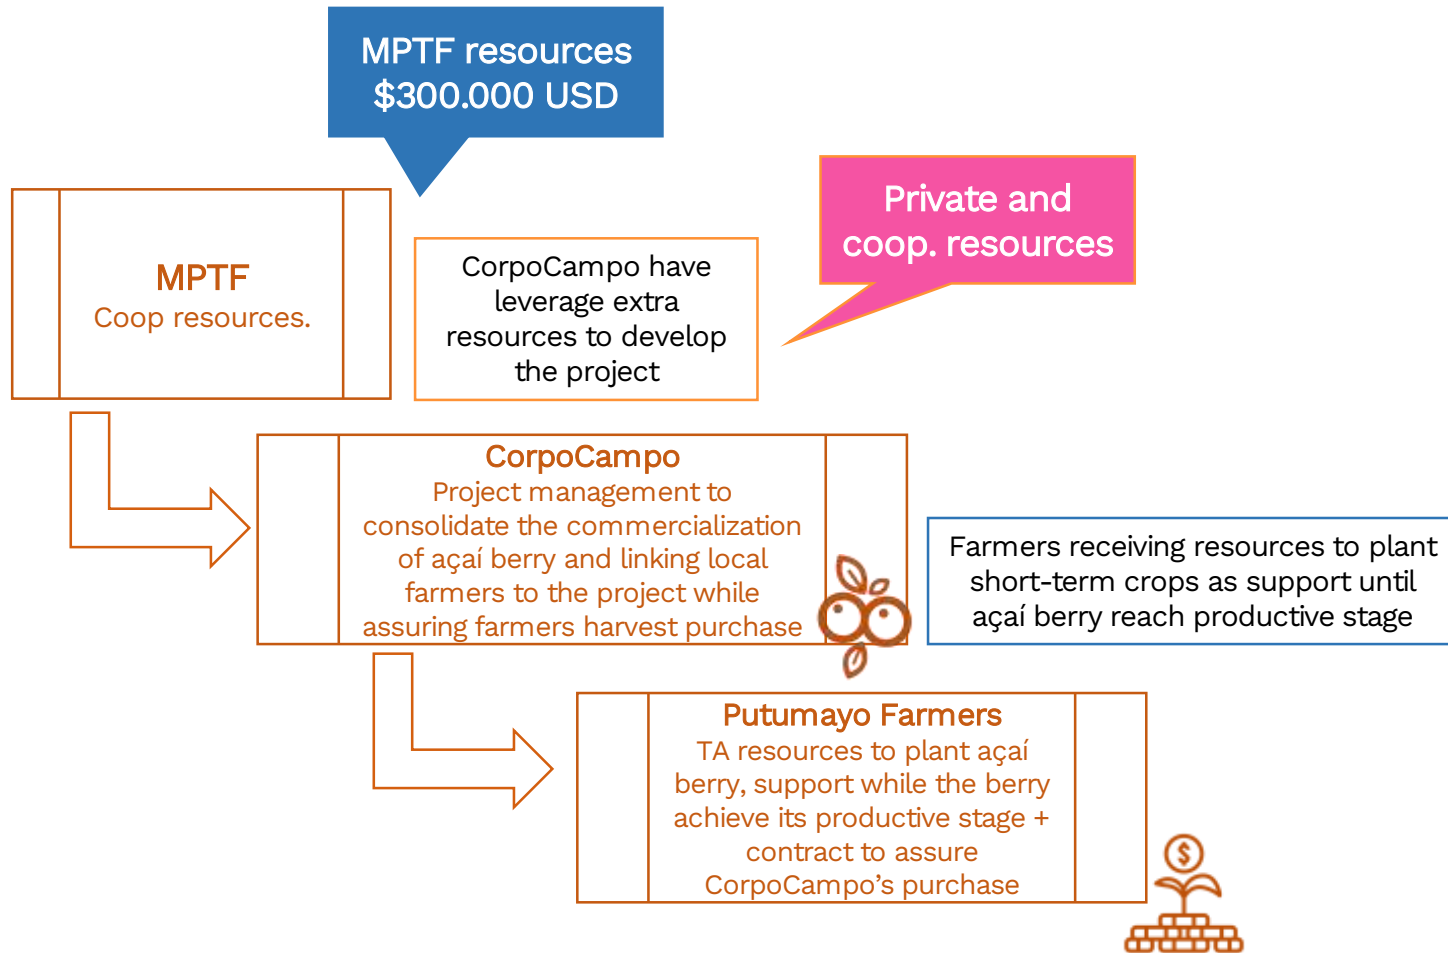 MPTF resources
$300.000 USD
Private and
coop. resources
MPTF
Coop resources.
CorpoCampo have
leverage extra
resources to develop
the project
CorpoCampo
Project management to
consolidate the commercialization
of açaí berry and linking local
farmers to the project while
assuring farmers harvest purchase
Farmers receiving resources to plant
short-term crops as support until
açaí berry reach productive stage
Putumayo Farmers
TA resources to plant açaí
berry, support while the berry
achieve its productive stage +
contract to assure
CorpoCampo’s purchase
$